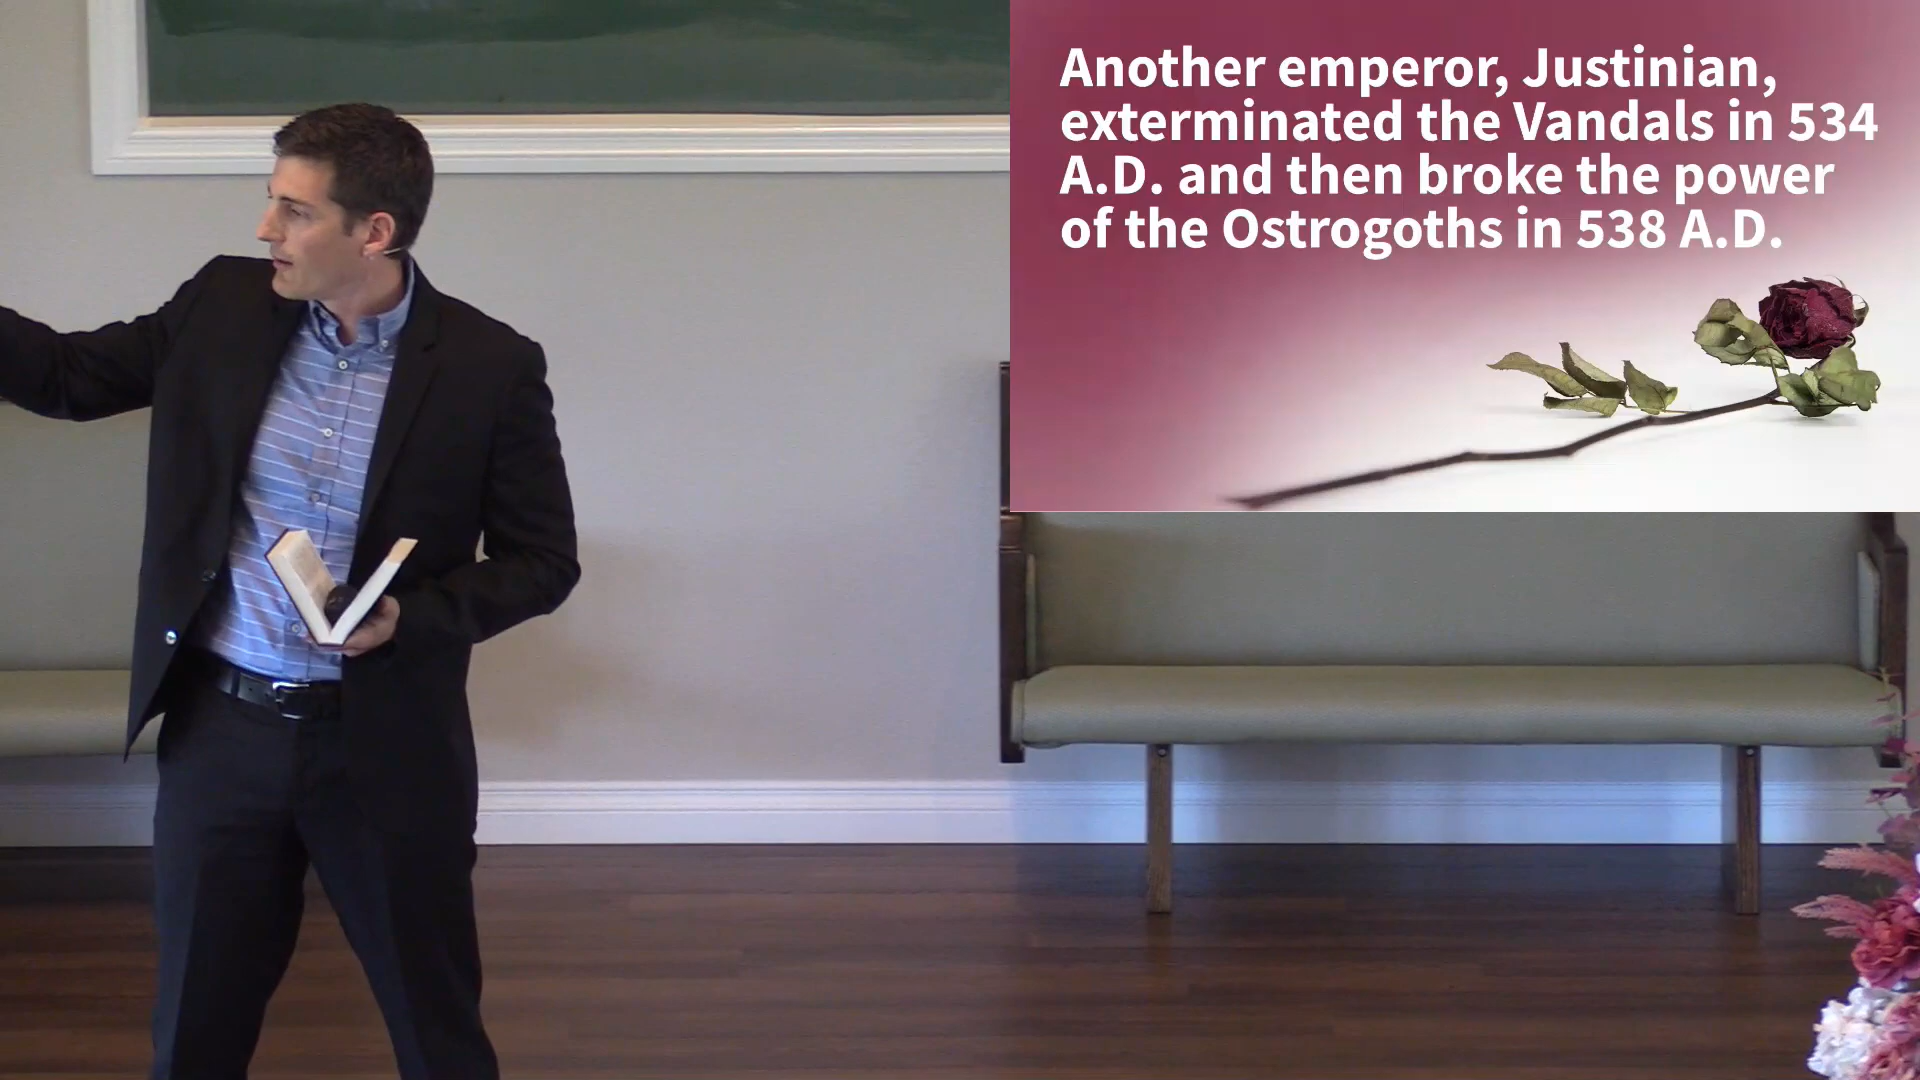 Another emperor, Justinian,
exterminated the Vandals in 534
A.D. and then broke the power
of the Ostrogoths in 538 A.D.